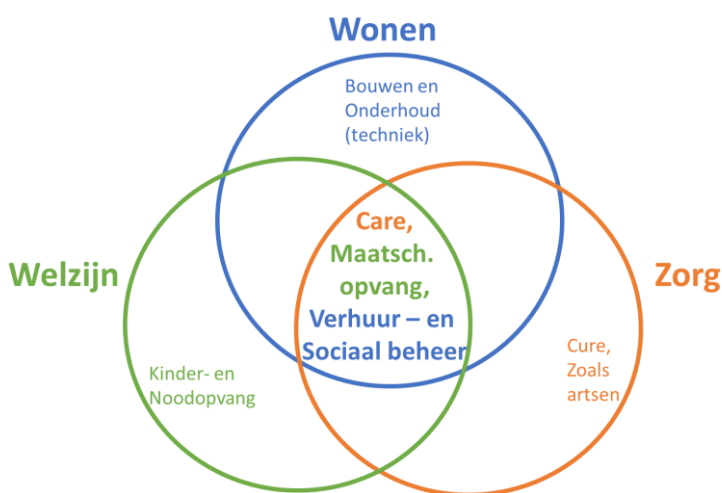 Wonen
Bouwen en
Onderhoud
(techniek)
Welzijn
Care,
Maatsch.
opvang,
Verhuur – en
Sociaal beheer
Zorg
Kinder- en
Noodopvang
Cure,
Zoals
artsen